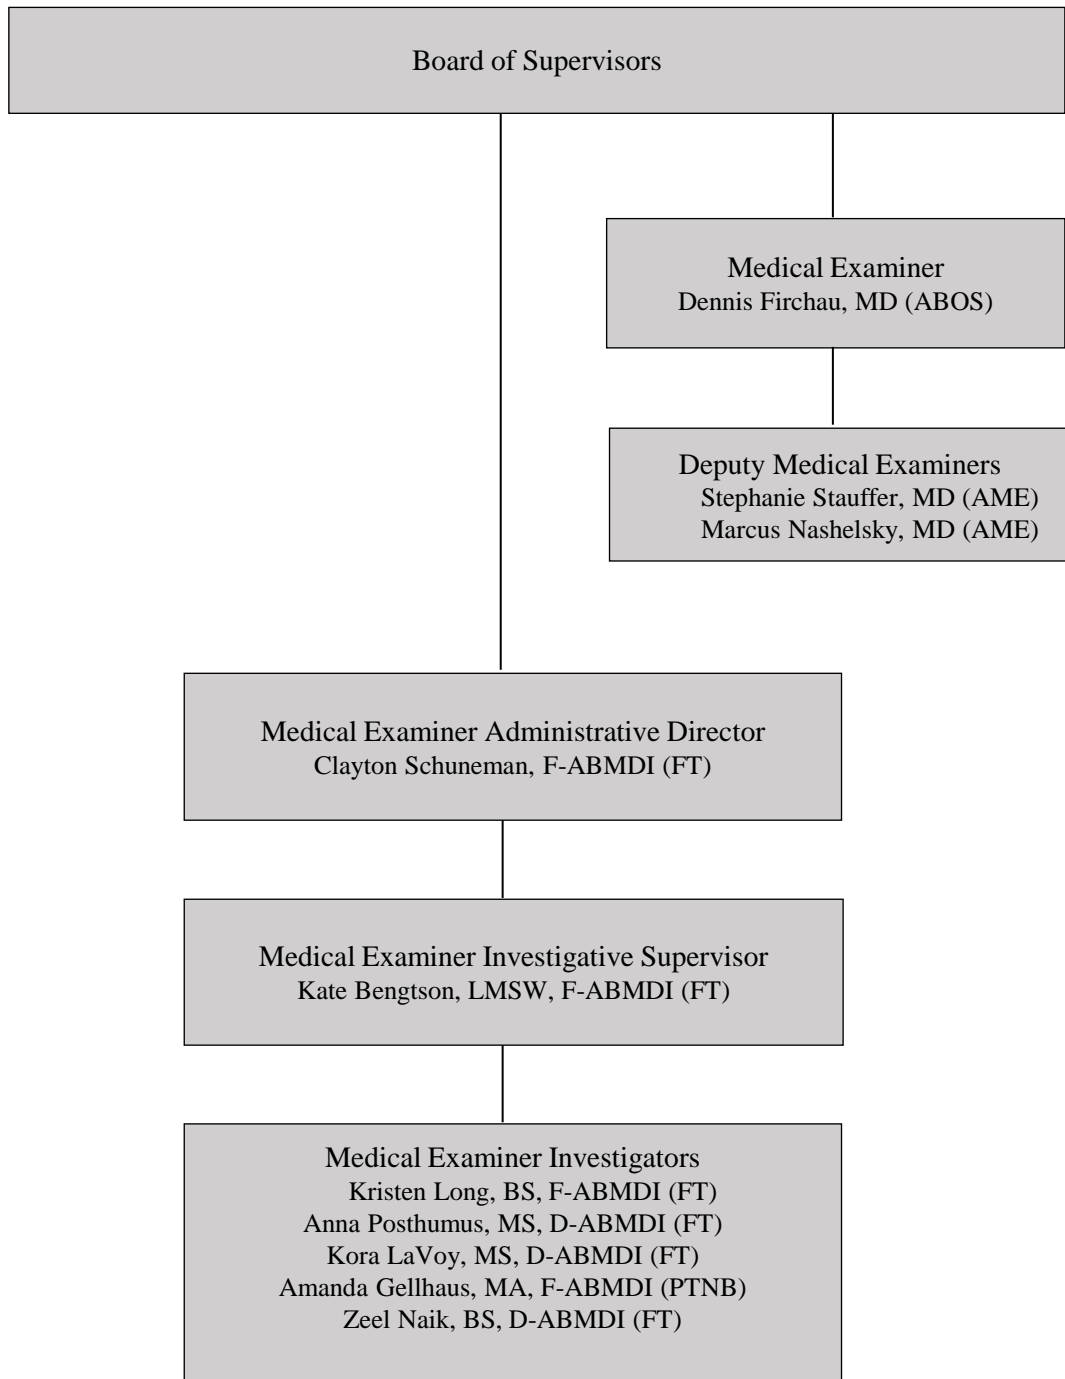 Board of Supervisors
Medical Examiner
Dennis Firchau, MD (ABOS)
Deputy Medical Examiners
Stephanie Stauffer, MD (AME)
Marcus Nashelsky, MD (AME)
Medical Examiner Administrative Director
Clayton Schuneman, F-ABMDI (FT)
Medical Examiner Investigative Supervisor
Kate Bengtson, LMSW, F-ABMDI (FT)
Medical Examiner Investigators
Kristen Long, BS, F-ABMDI (FT)
Anna Posthumus, MS, D-ABMDI (FT)
Kora LaVoy, MS, D-ABMDI (FT)
Amanda Gellhaus, MA, F-ABMDI (PTNB)
Zeel Naik, BS, D-ABMDI (FT)